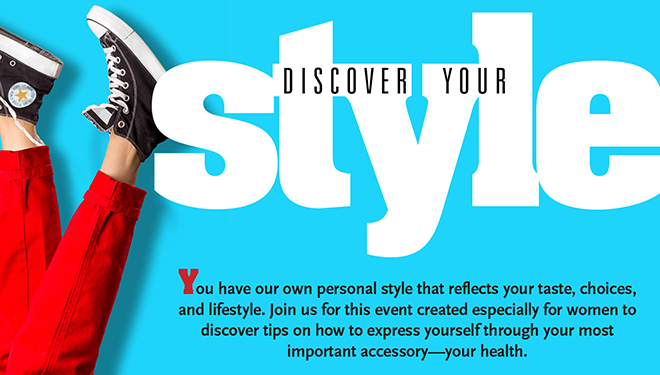 DISCOVER YOUR
style
You have our own personal style that reflects your taste, choices,
and lifestyle. Join us for this event created especially for women to
discover tips on how to express yourself through your most
important accessory—your health.